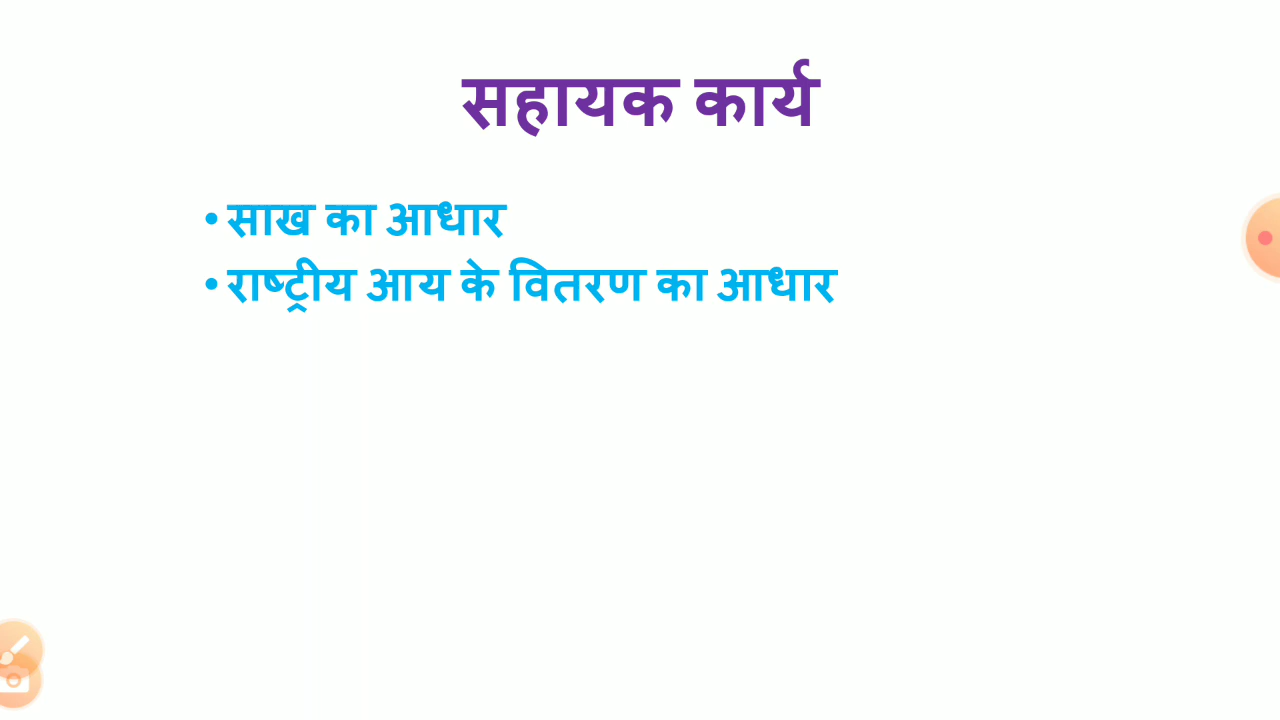 सहायक कार्य
• साख का आधार
• राष्ट्रीय आय के वितरण का आधार